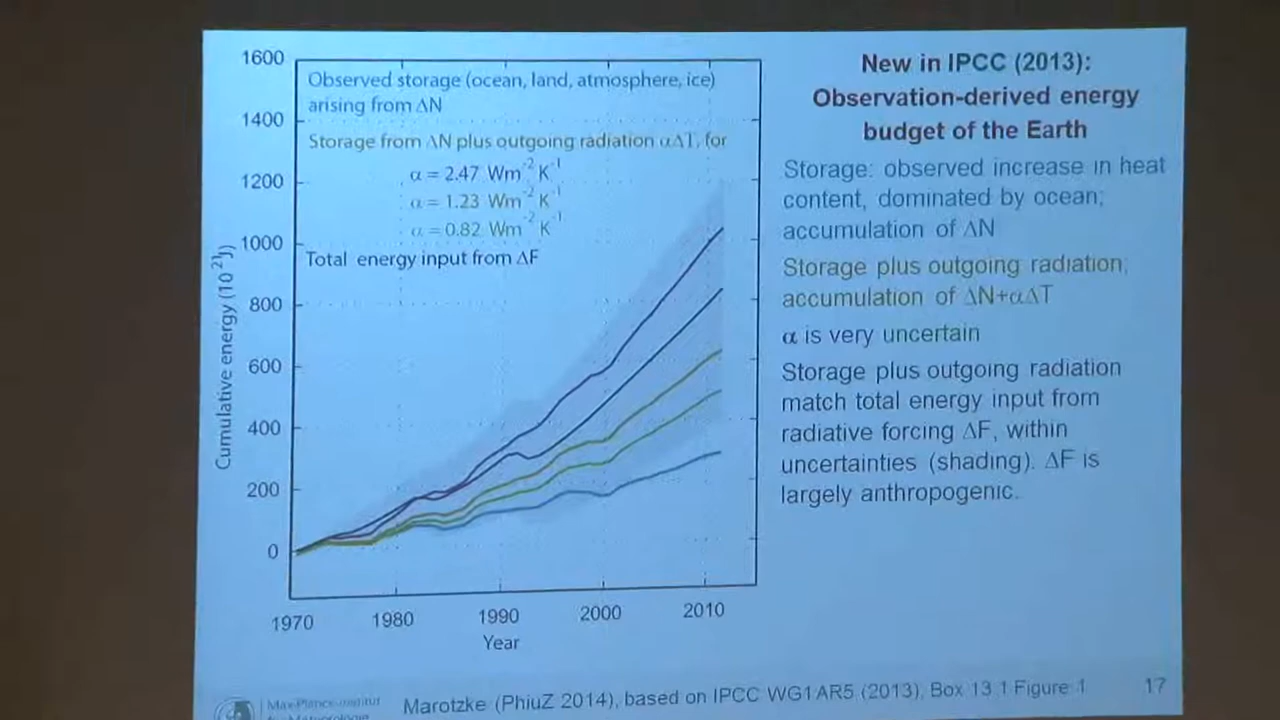 1600
1400
1200
1000
800
600
400
200
0
Cumulative energy (10²¹J)
1970 1980 1990 2000 2010
Year
Observed storage (ocean, land, atmosphere, ice)
arising from ΔN
Storage from ΔN plus outgoing radiation αΔT, for
α = 2.47 Wm⁻² K⁻¹
α = 1.23 Wm⁻² K⁻¹
α = 0.82 Wm⁻² K⁻¹
Total energy input from ΔF
New in IPCC (2013):
Observation-derived energy
budget of the Earth
Storage: observed increase in heat
content, dominated by ocean;
accumulation of ΔN
Storage plus outgoing radiation;
accumulation of ΔN+αΔT
α is very uncertain
Storage plus outgoing radiation
match total energy input from
radiative forcing ΔF, within
uncertainties (shading). ΔF is
largely anthropogenic.
Max-Planck-Institut
für Meteorologie
Marotzke (PhiuZ 2014), based on IPCC WG1 AR5 (2013), Box 13.1 Figure 1
17